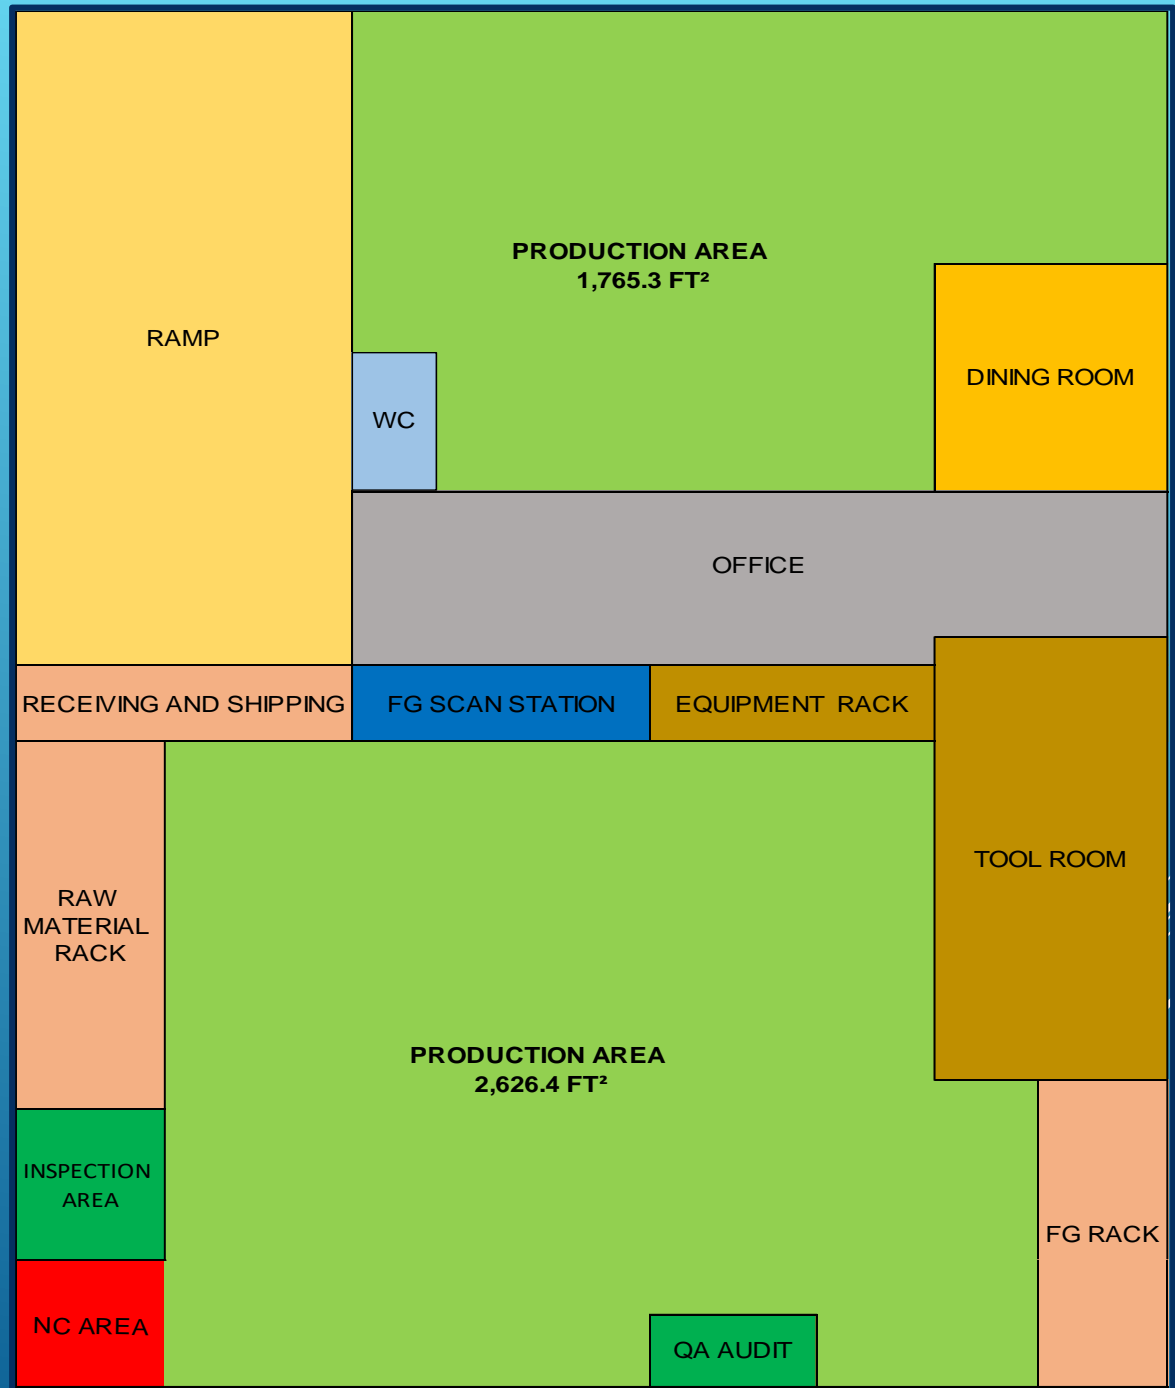 PRODUCTION AREA
1,765.3 FT²
RAMP
DINING ROOM
WC
OFFICE
RECEIVING AND SHIPPING
FG SCAN STATION
EQUIPMENT RACK
TOOL ROOM
RAW
MATERIAL
RACK
PRODUCTION AREA
2,626.4 FT²
INSPECTION
AREA
FG RACK
NC AREA
QA AUDIT